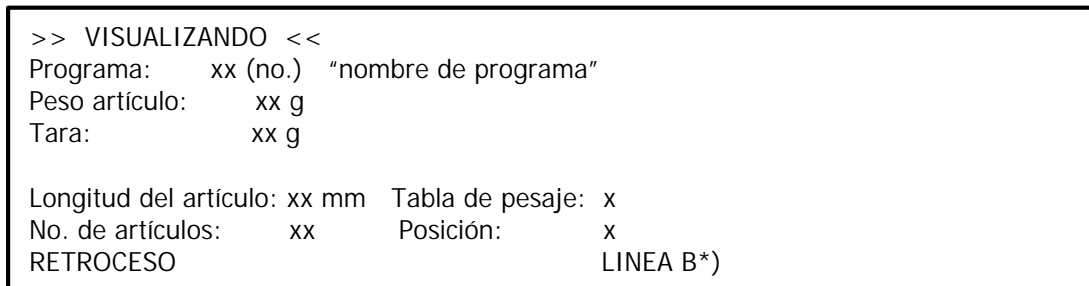 >> VISUALIZANDO <<
Programa: xx (no.) “nombre de programa”
Peso artículo: xx g
Tara: xx g
Longitud del artículo: xx mm Tabla de pesaje: x
No. de artículos: xx Posición: x
RETROCESO LINEA B*)